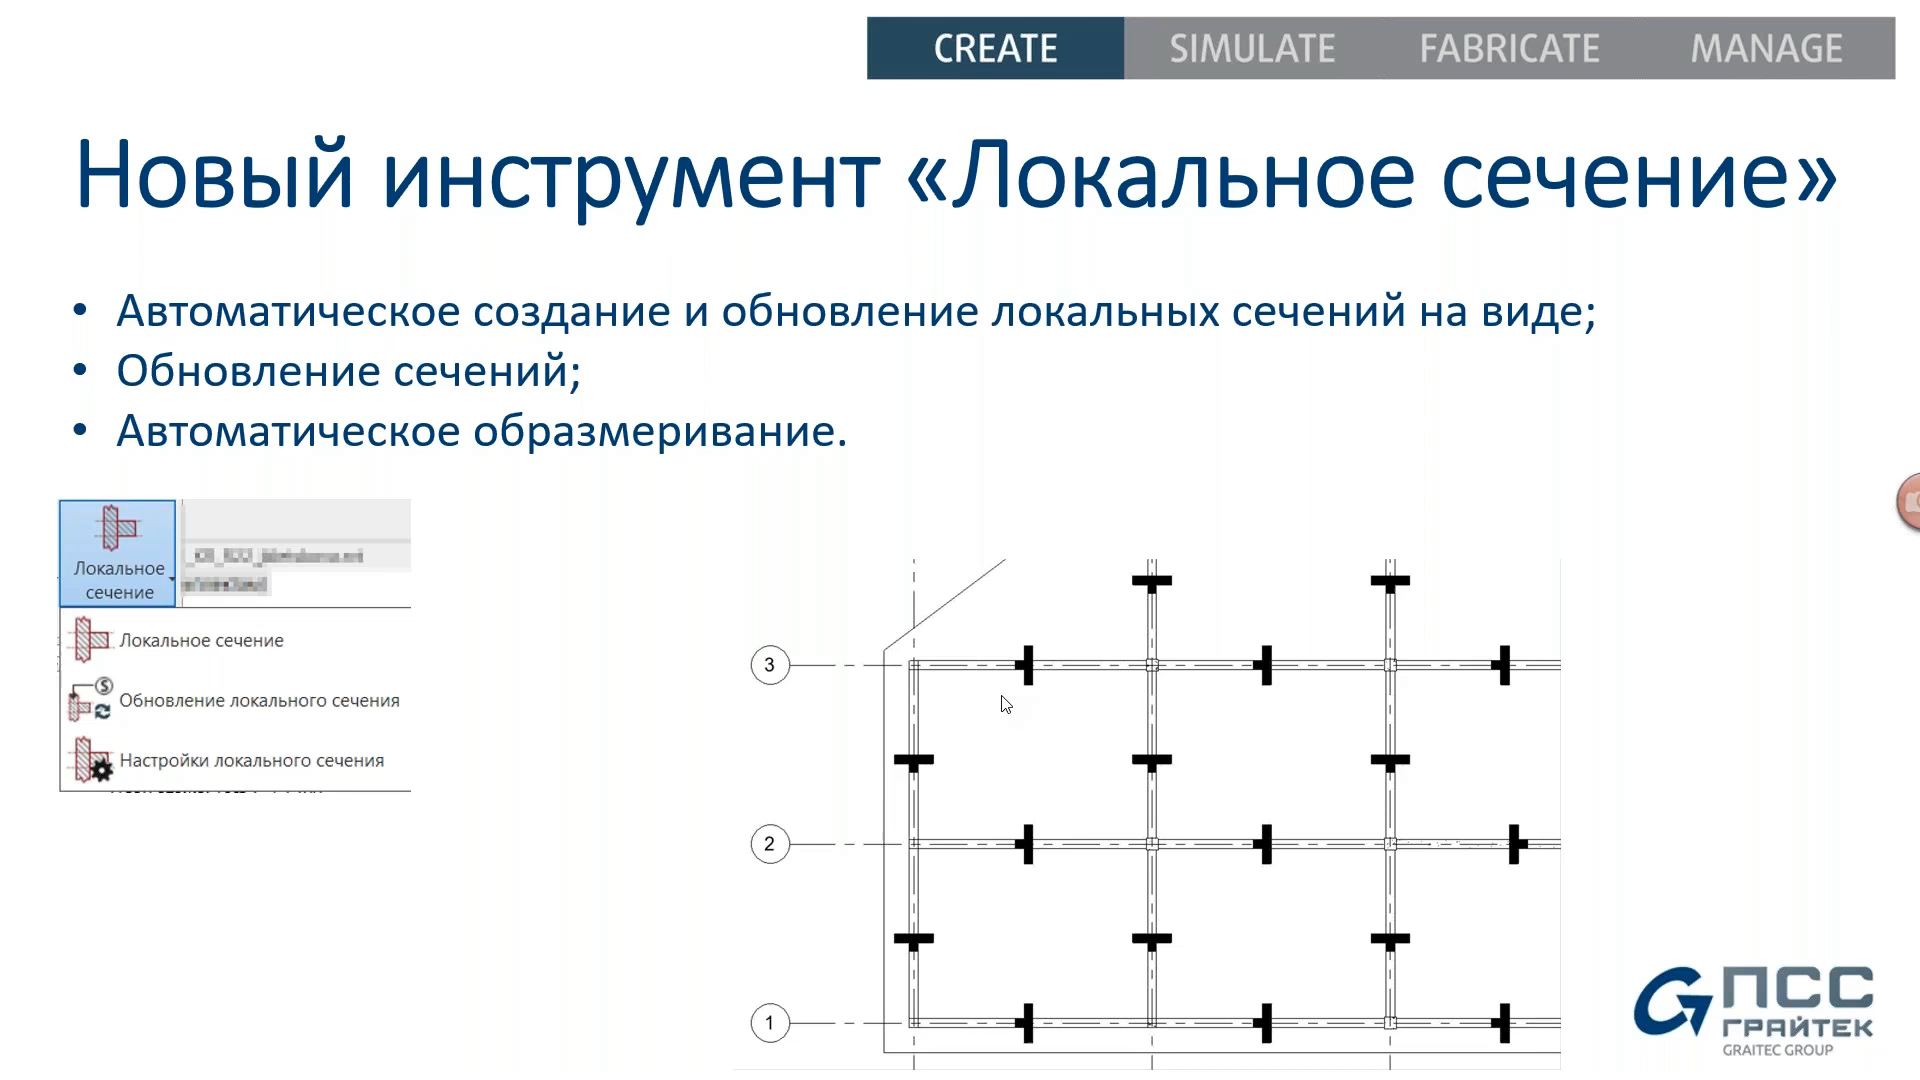 CREATE SIMULATE FABRICATE MANAGE
Новый инструмент «Локальное сечение»
• Автоматическое создание и обновление локальных сечений на виде;
• Обновление сечений;
• Автоматическое образмеривание.
Локальное
сечение
Локальное сечение
Обновление локального сечения
Настройки локального сечения
3
2
1
ПСС
ГРАЙТЕК
GRAITEC GROUP